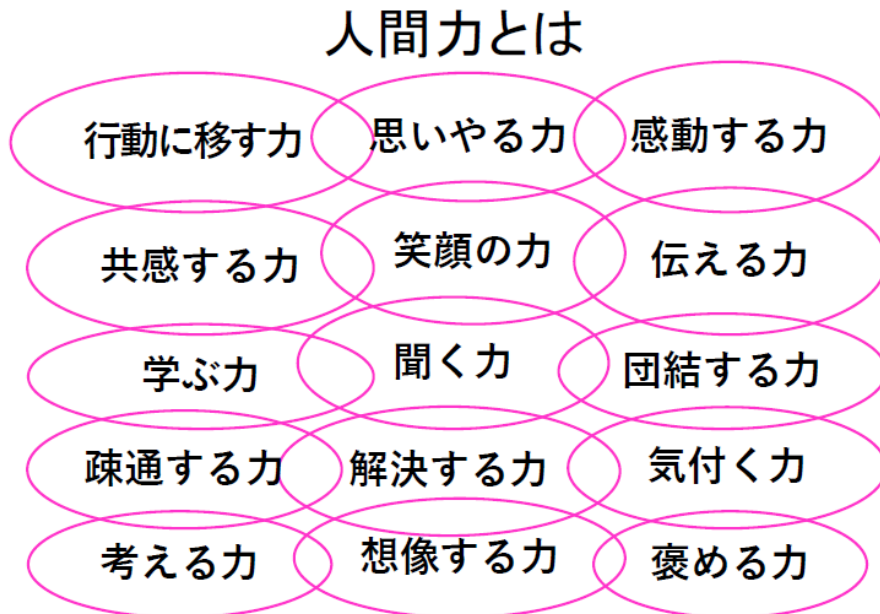 人間力とは
行動に移す力
思いやる力
感動する力
共感する力
笑顔の力
伝える力
学ぶ力
聞く力
団結する力
疎通する力
解決する力
気付く力
考える力
想像する力
褒める力